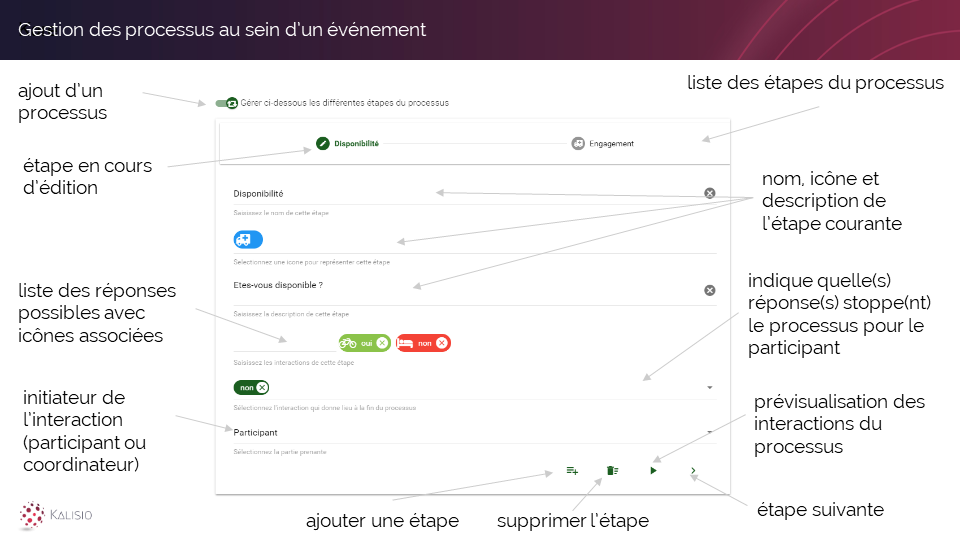 Gestion des processus au sein d'un événement
ajout d'un
processus
Gérer ci-dessous les différentes étapes du processus
liste des étapes du processus
étape en cours
d'édition
Disponibilité
Engagement
nom, icône et
description de
l'étape courante
Disponibilité
Saisissez le nom de cette étape
Selectionnez une icone pour représenter cette étape
Etes-vous disponible ?
Saisissez la description de cette étape
liste des réponses
possibles avec
icônes associées
oui
non
Saisissez les interactions de cette étape
indique quelle(s)
réponse(s) stoppe(nt)
le processus pour le
participant
non
Sélectionnez l'interaction qui donne lieu à la fin du processus
initiateur de
l'interaction
(participant ou
coordinateur)
Participant
Sélectionnez la partie prenante
prévisualisation des
interactions du
processus
ajouter une étape
supprimer l'étape
étape suivante
KALISIO